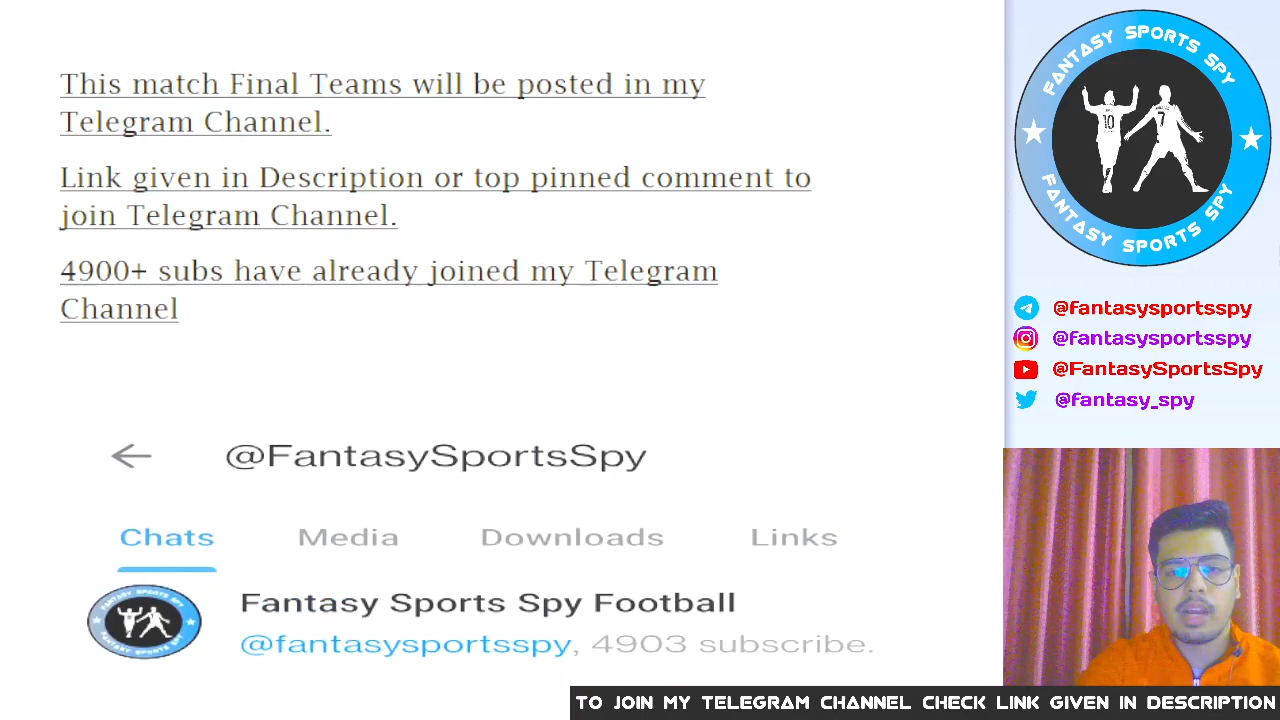 This match Final Teams will be posted in my
Telegram Channel.
Link given in Description or top pinned comment to
join Telegram Channel.
4900+ subs have already joined my Telegram
Channel
@FantasySportsSpy
Chats Media Downloads Links
Fantasy Sports Spy Football
@fantasysportsspy, 4903 subscribe.
FANTASY SPORTS SPY
10 7
FANTASY SPORTS SPY
@fantasysportsspy
@fantasysportsspy
@FantasySportsSpy
@fantasy_spy
TO JOIN MY TELEGRAM CHANNEL CHECK LINK GIVEN IN DESCRIPTION